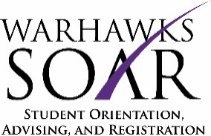 WARHAWKS
SOAR
STUDENT ORIENTATION,
ADVISING, AND REGISTRATION